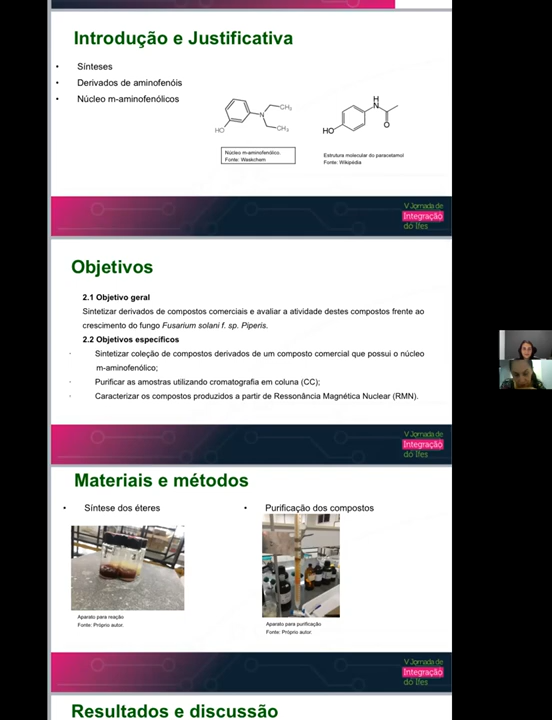 Introdução e Justificativa
• Sínteses
• Derivados de aminofenóis
• Núcleo m-aminofenólicos
HO
N
CH₃
CH₃
Núcleo m-aminofenólico.
Fonte: Weskchem
HO
H
N
O
Estrutura molecular do paracetamol
Fonte: Wikipédia
V Jornada de
Integração
do Ifes
Objetivos
2.1 Objetivo geral
Sintetizar derivados de compostos comerciais e avaliar a atividade destes compostos frente ao
crescimento do fungo Fusarium solani f. sp. Piperis.
2.2 Objetivos específicos
· Sintetizar coleção de compostos derivados de um composto comercial que possui o núcleo
m-aminofenólico;
· Purificar as amostras utilizando cromatografia em coluna (CC);
· Caracterizar os compostos produzidos a partir de Ressonância Magnética Nuclear (RMN).
V Jornada de
Integração
do Ifes
Materiais e métodos
• Síntese dos éteres
• Purificação dos compostos
Aparato para reação
Fonte: Próprio autor.
Aparato para purificação
Fonte: Próprio autor.
V Jornada de
Integração
do Ifes
Resultados e discussão